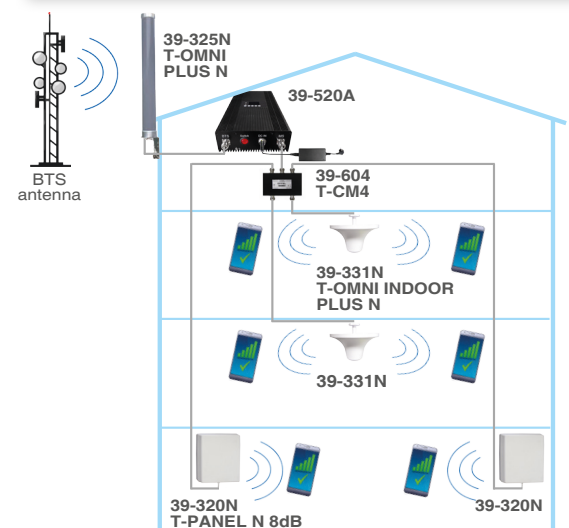 39-325N
T-OMNI
PLUS N
39-520A
BTS
antenna
BTS
39-604
T-CM4
39-331N
T-OMNI INDOOR
PLUS N
39-331N
39-320N
T-PANEL N 8dB
39-320N